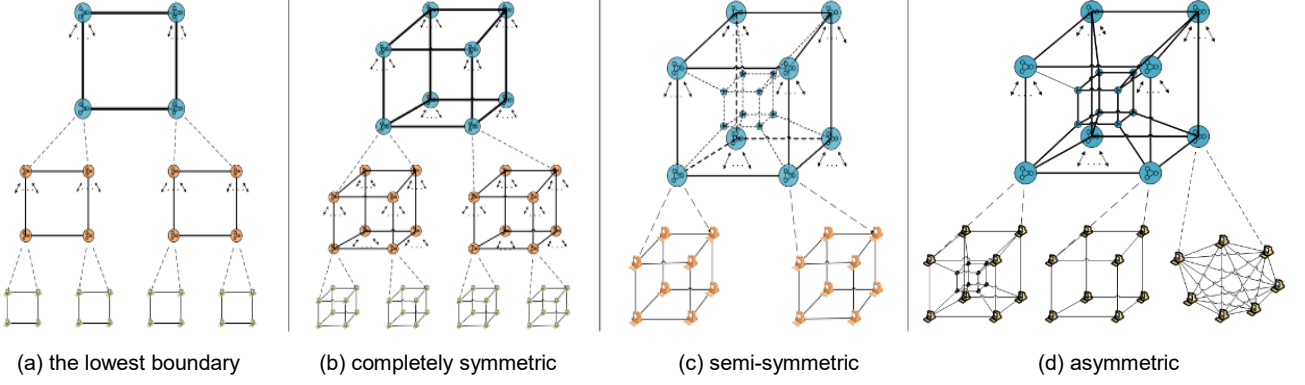 (a) the lowest boundary
(b) completely symmetric
(c) semi-symmetric
(d) asymmetric